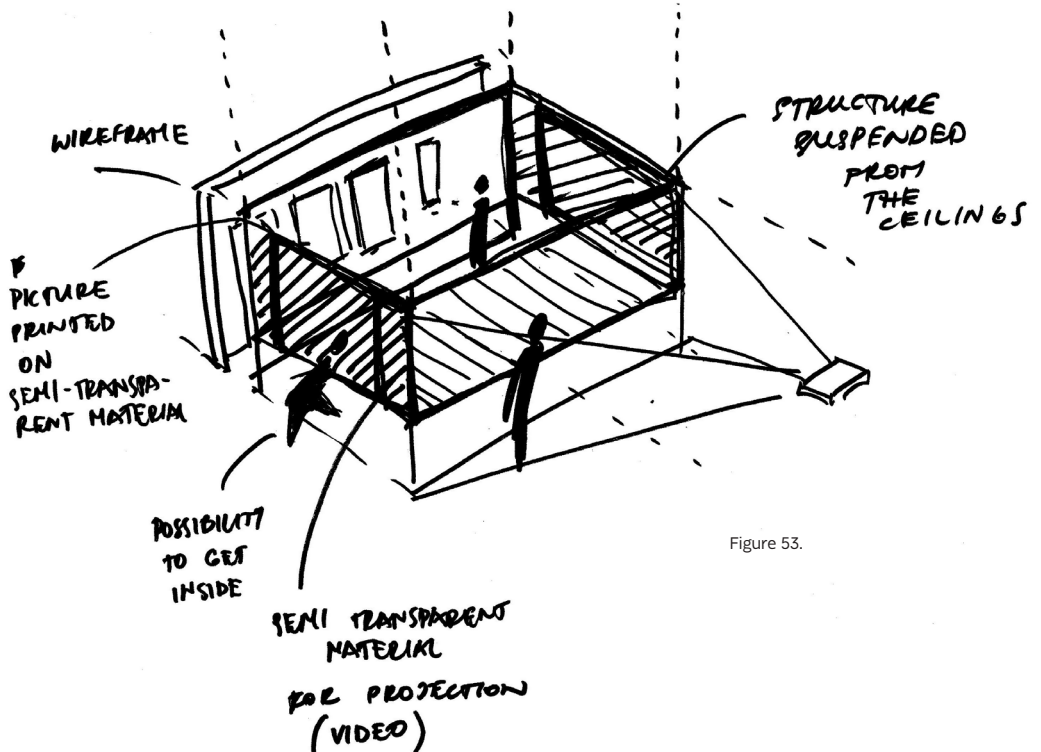 WIREFRAME
STRUCTURE
SUSPENDED
FROM
THE
CEILINGS
PICTURE
PRINTED
ON
SEMI-TRANSPA-
RENT MATERIAL
POSSIBILITY
TO GET
INSIDE
SEMI TRANSPARENT
MATERIAL
FOR PROJECTION
(VIDEO)
Figure 53.